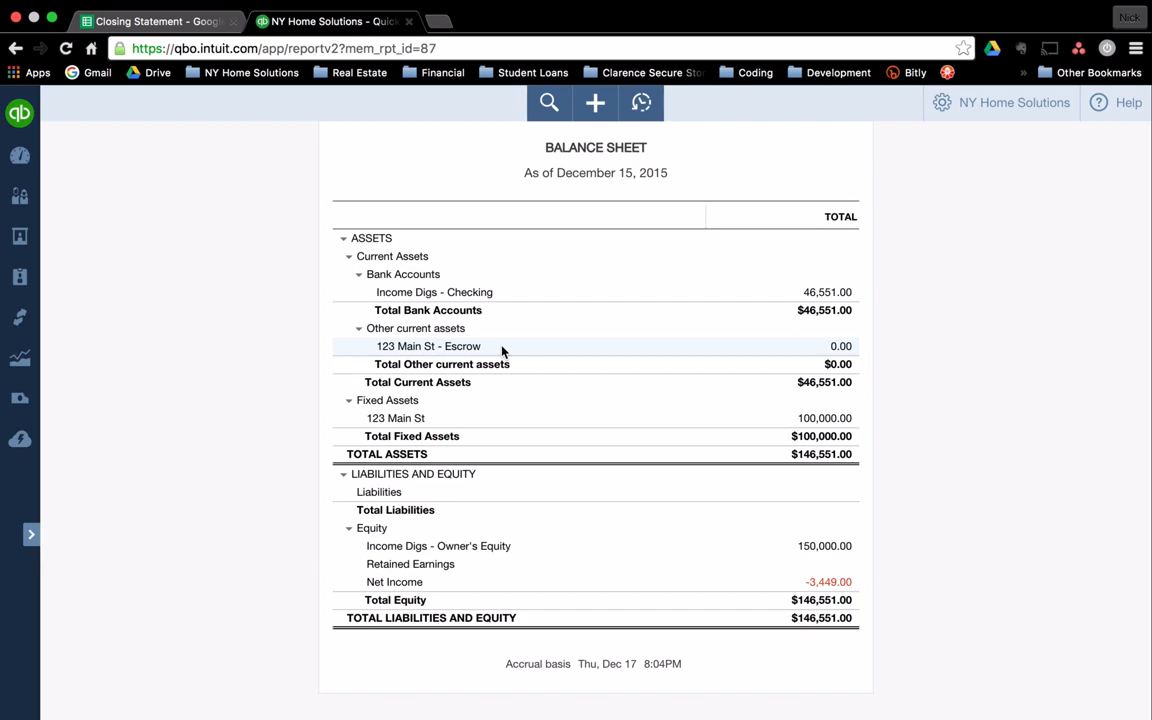 Closing Statement - Googl
NY Home Solutions - Quick
Nick
https://qbo.intuit.com/app/reportv2?mem_rpt_id=87
Apps Gmail Drive NY Home Solutions Real Estate Financial Student Loans Clarence Secure Stor Coding Development Bitly » Other Bookmarks
qb
NY Home Solutions Help
BALANCE SHEET
As of December 15, 2015
TOTAL
ASSETS
Current Assets
Bank Accounts
Income Digs - Checking 46,551.00
Total Bank Accounts $46,551.00
Other current assets
123 Main St - Escrow 0.00
Total Other current assets $0.00
Total Current Assets $46,551.00
Fixed Assets
123 Main St 100,000.00
Total Fixed Assets $100,000.00
TOTAL ASSETS $146,551.00
LIABILITIES AND EQUITY
Liabilities
Total Liabilities
Equity
Income Digs - Owner's Equity 150,000.00
Retained Earnings
Net Income -3,449.00
Total Equity $146,551.00
TOTAL LIABILITIES AND EQUITY $146,551.00
Accrual basis Thu, Dec 17 8:04PM